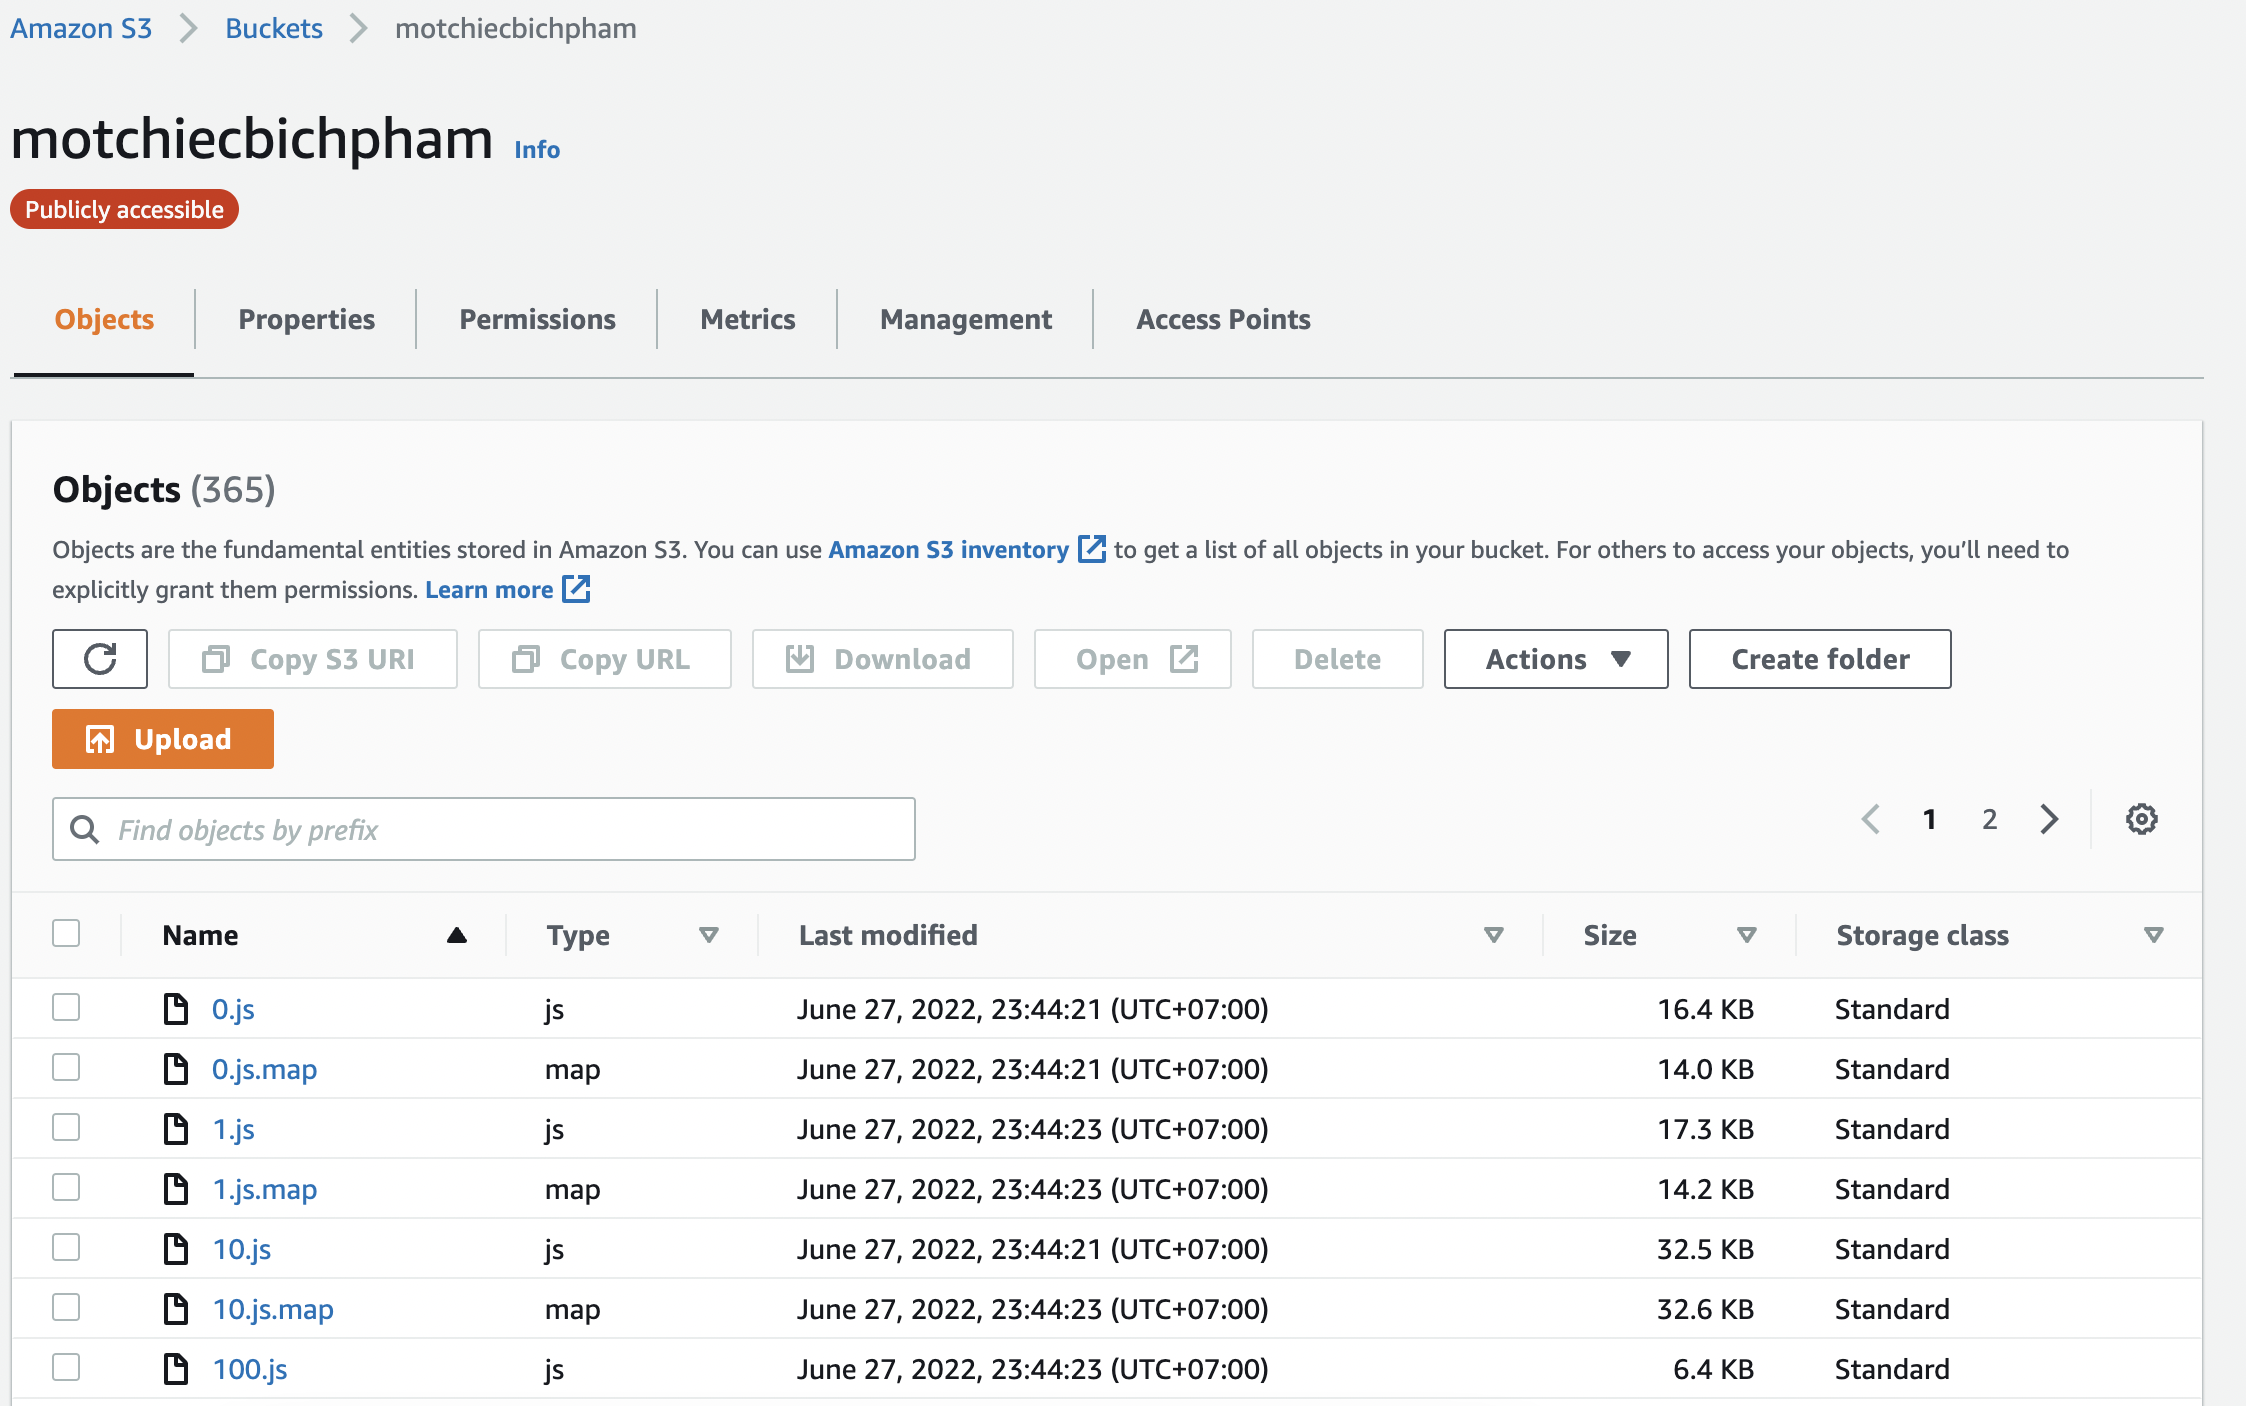 Amazon S3 > Buckets > motchiecbichpham
motchiecbichpham Info
Publicly accessible
Objects Properties Permissions Metrics Management Access Points
Objects (365)
Objects are the fundamental entities stored in Amazon S3. You can use Amazon S3 inventory to get a list of all objects in your bucket. For others to access your objects, you’ll need to
explicitly grant them permissions. Learn more
Copy S3 URI Copy URL Download Open Delete Actions Create folder
Upload
Find objects by prefix 1 2
Name Type Last modified Size Storage class
0.js js June 27, 2022, 23:44:21 (UTC+07:00) 16.4 KB Standard
0.js.map map June 27, 2022, 23:44:21 (UTC+07:00) 14.0 KB Standard
1.js js June 27, 2022, 23:44:23 (UTC+07:00) 17.3 KB Standard
1.js.map map June 27, 2022, 23:44:23 (UTC+07:00) 14.2 KB Standard
10.js js June 27, 2022, 23:44:21 (UTC+07:00) 32.5 KB Standard
10.js.map map June 27, 2022, 23:44:23 (UTC+07:00) 32.6 KB Standard
100.js js June 27, 2022, 23:44:23 (UTC+07:00) 6.4 KB Standard